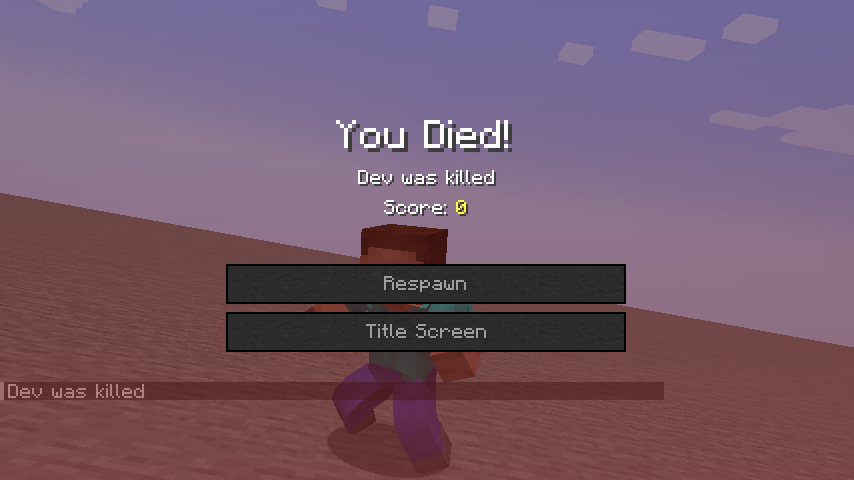 You Died!
Dev was killed
Score: 0
Respawn
Title Screen
Dev was killed